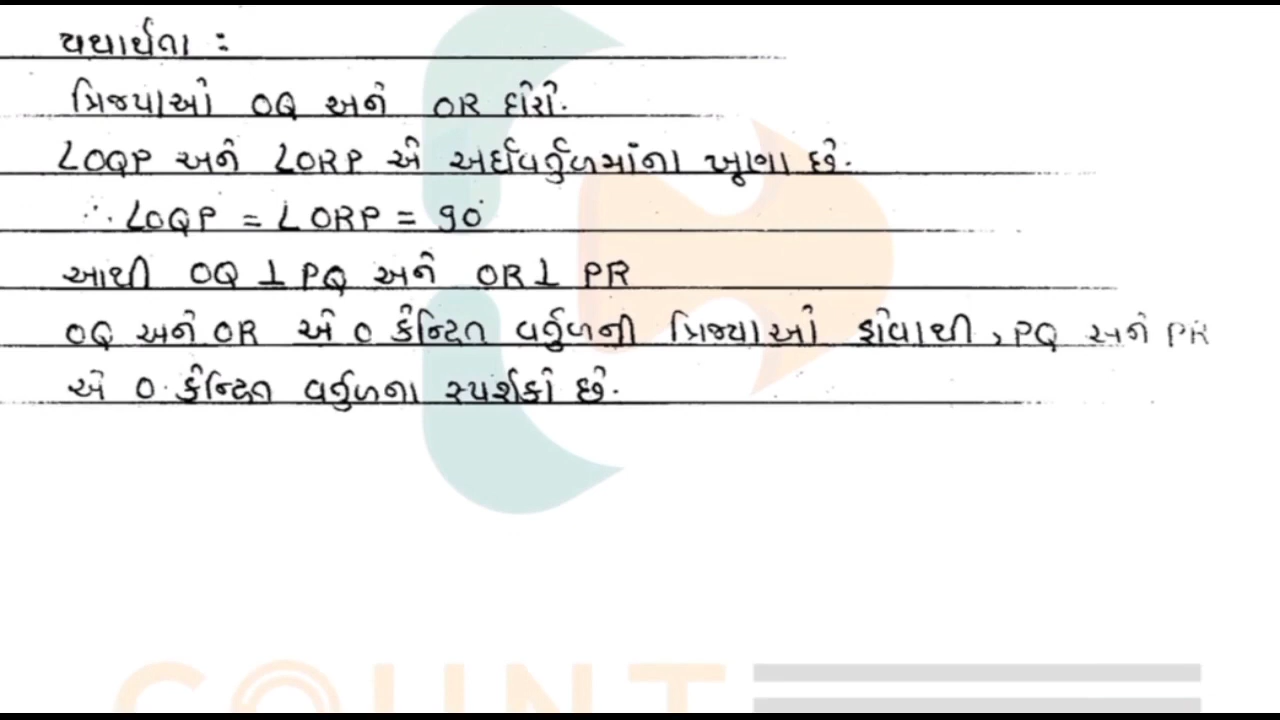 યથાર્થતા :
ત્રિજ્યાઓ OQ અને OR દોરો.
∠OQP અને ∠ORP એ અર્ધવર્તુળમાંના ખુણા છે.
∴ ∠OQP = ∠ORP = 90°
આથી OQ ⊥ PQ અને OR ⊥ PR
OQ અને OR એ O કેન્દ્રિત વર્તુળની ત્રિજ્યાઓ હોવાથી, PQ અને PR
એ O કેન્દ્રિત વર્તુળના સ્પર્શકો છે.
COUNT